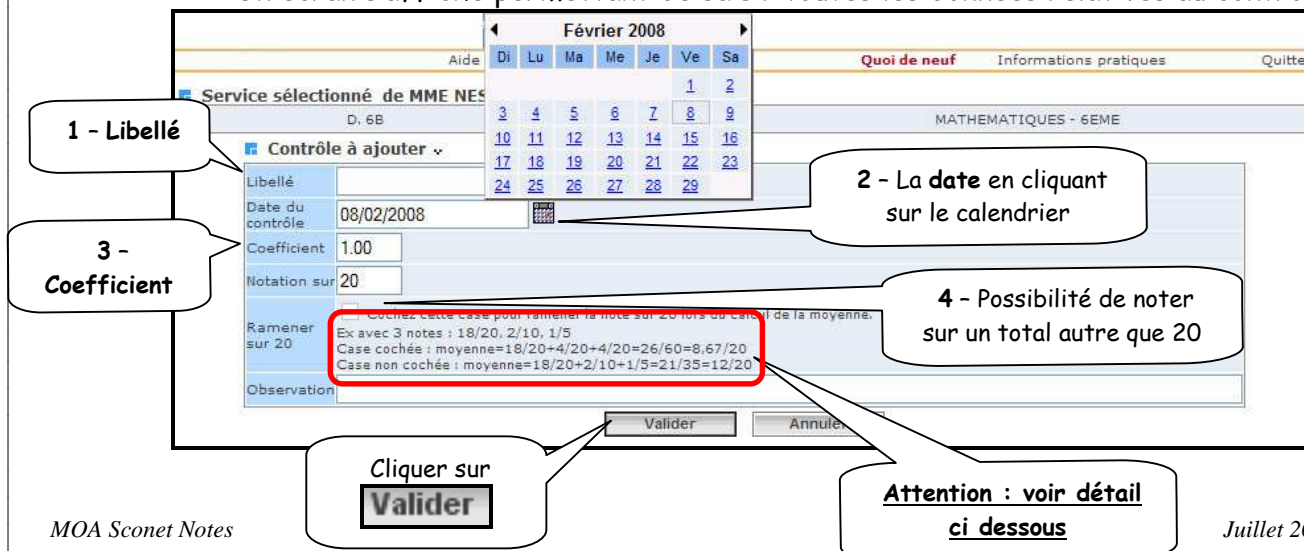 Février 2008
Di Lu Ma Me Je Ve Sa
1 2
3 4 5 6 7 8 9
10 11 12 13 14 15 16
17 18 19 20 21 22 23
24 25 26 27 28 29
Aide
Quoi de neuf Informations pratiques
Service sélectionné de MME
D. 6B MATHEMATIQUES - 6EME
1 - Libellé
Contrôle à ajouter
Libellé
2 - La date en cliquant
sur le calendrier
Date du
contrôle
08/02/2008
3 -
Coefficient
Coefficient 1.00
Notation sur 20
4 - Possibilité de noter
sur un total autre que 20
Ramener
sur 20
Cochez cette case pour ramener la note sur 20 lors du calcul de la moyenne.
Ex avec 3 notes : 18/20, 2/10, 1/5
Case cochée : moyenne=18/20+4/20+4/20=26/60=8,67/20
Case non cochée : moyenne=18/20+2/10+1/5=21/35=12/20
Observation
Valider Annuler
Cliquer sur
Valider
Attention : voir détail
ci dessous
MOA Sconet Notes Juillet